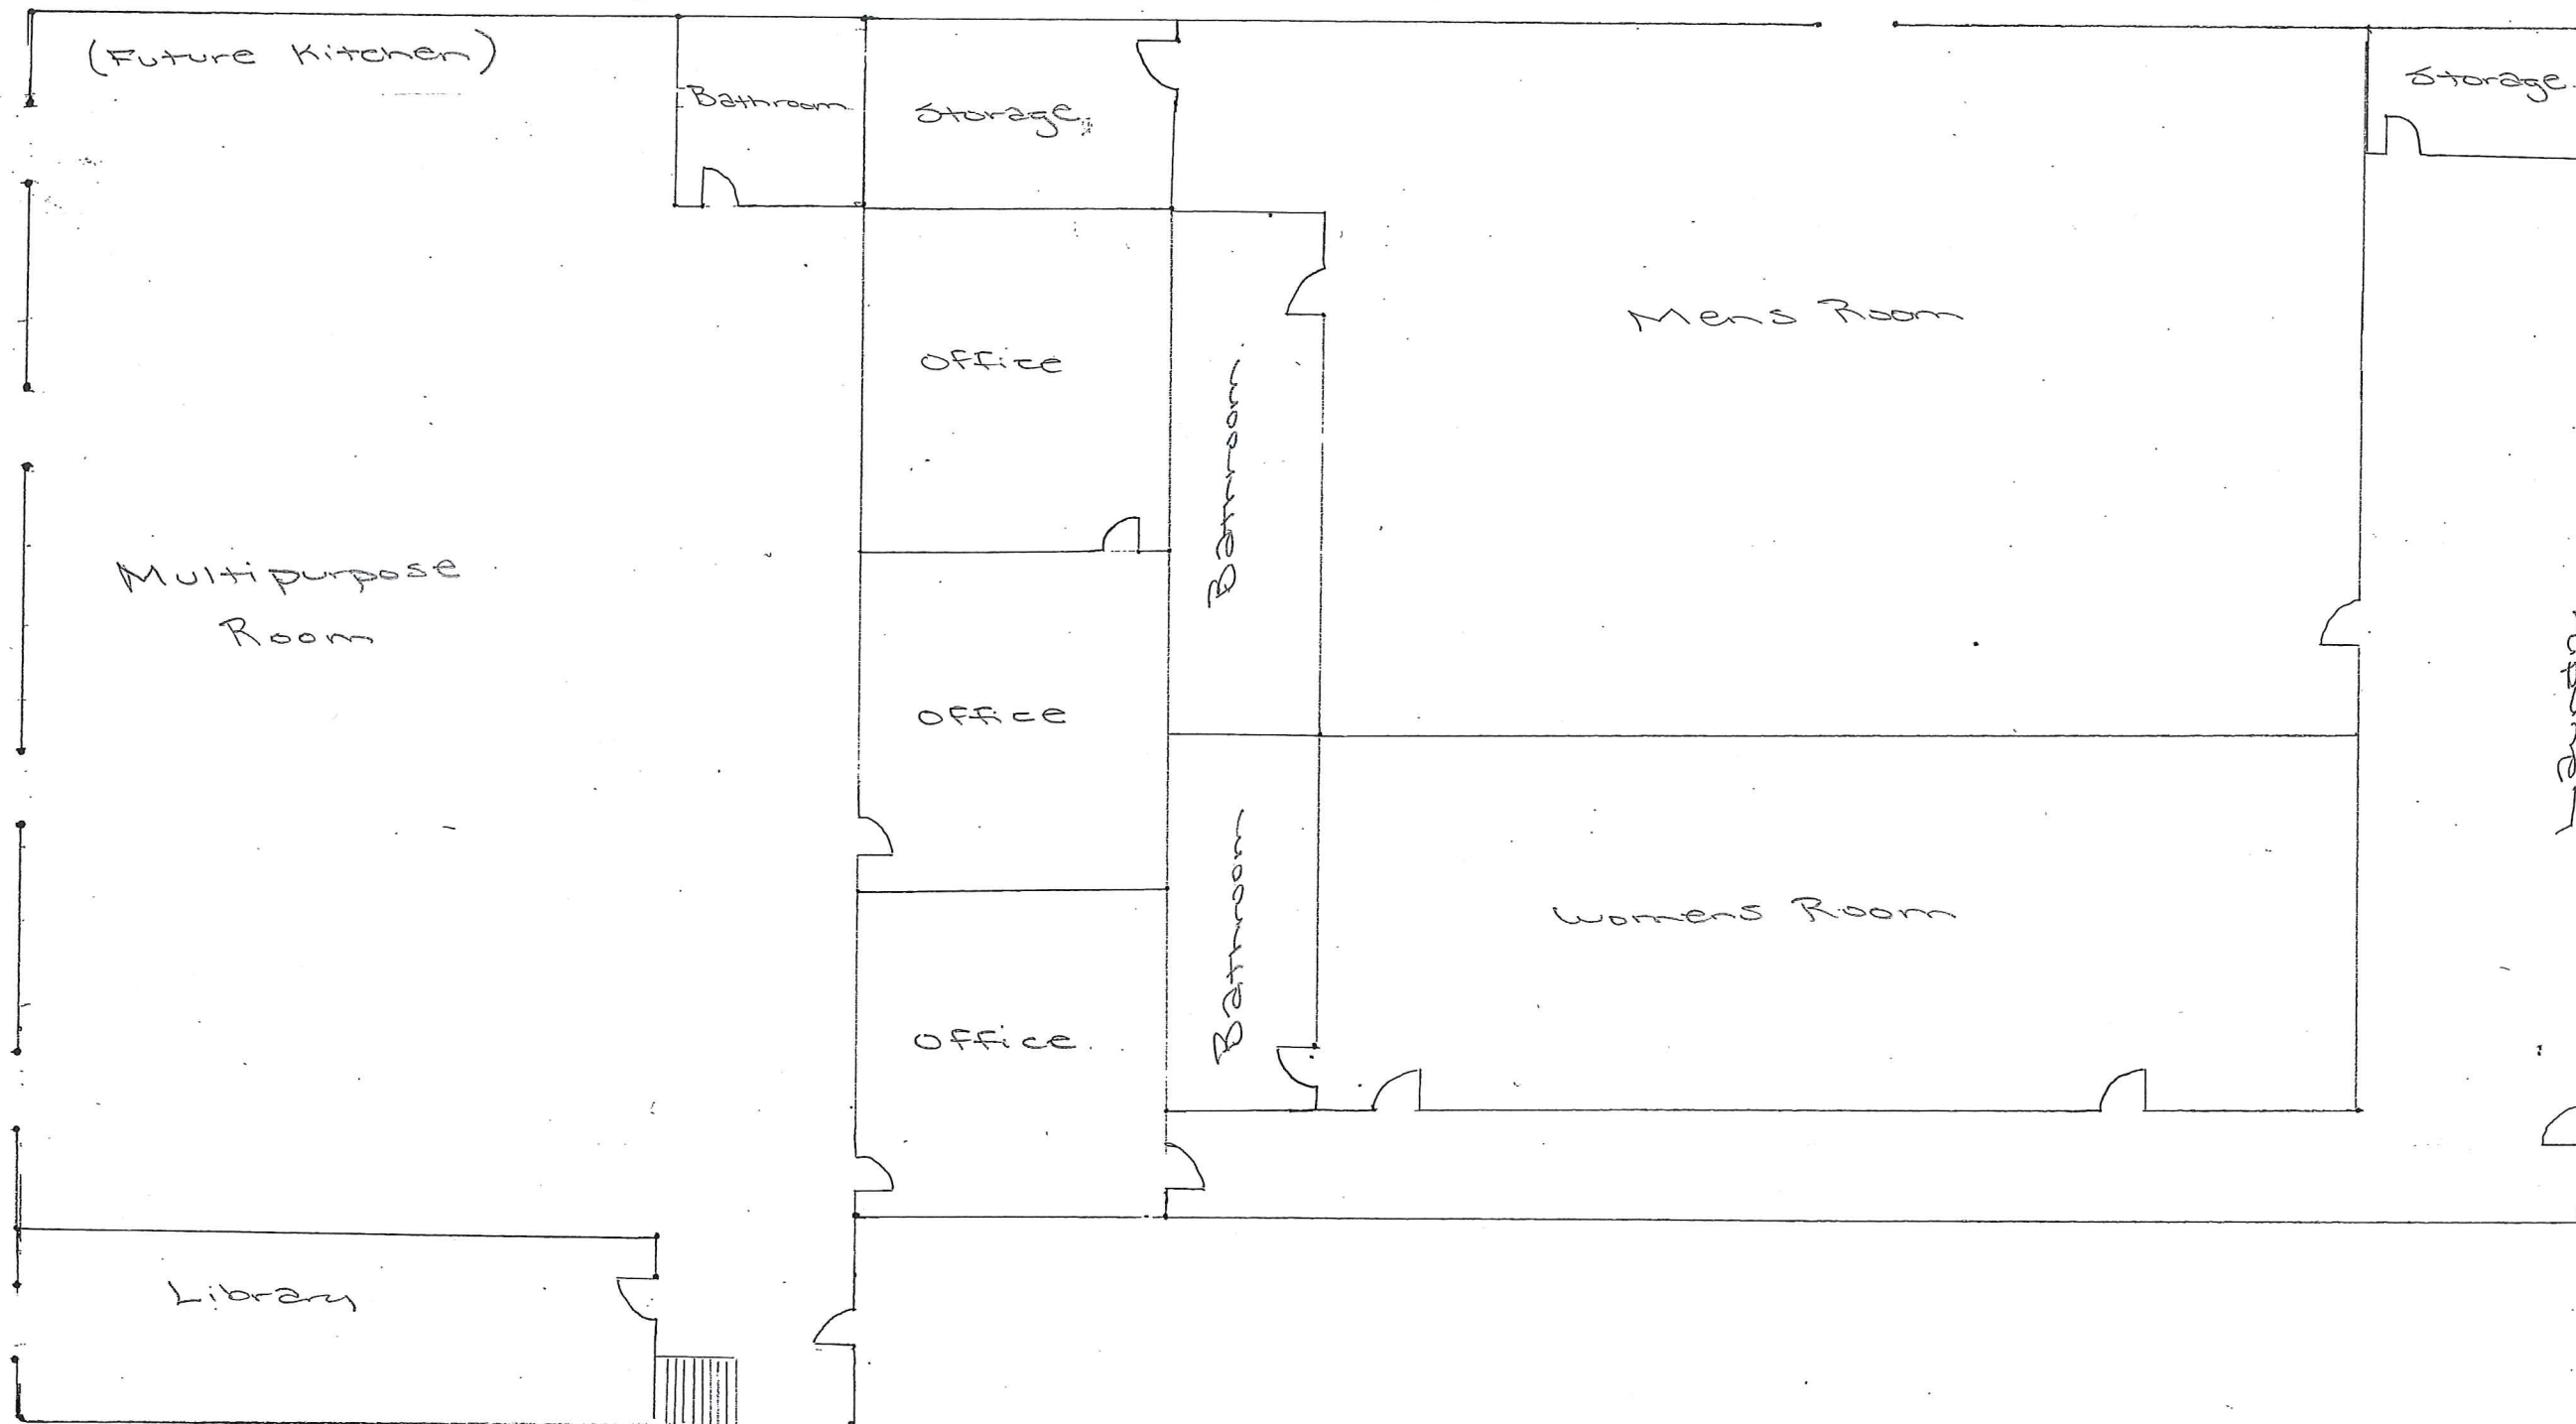 (Future Kitchen)
Bathroom
Storage
Storage
Mens Room
Office
Bathroom
Multipurpose
Room
Office
Womens Room
Bathroom
Office
Library